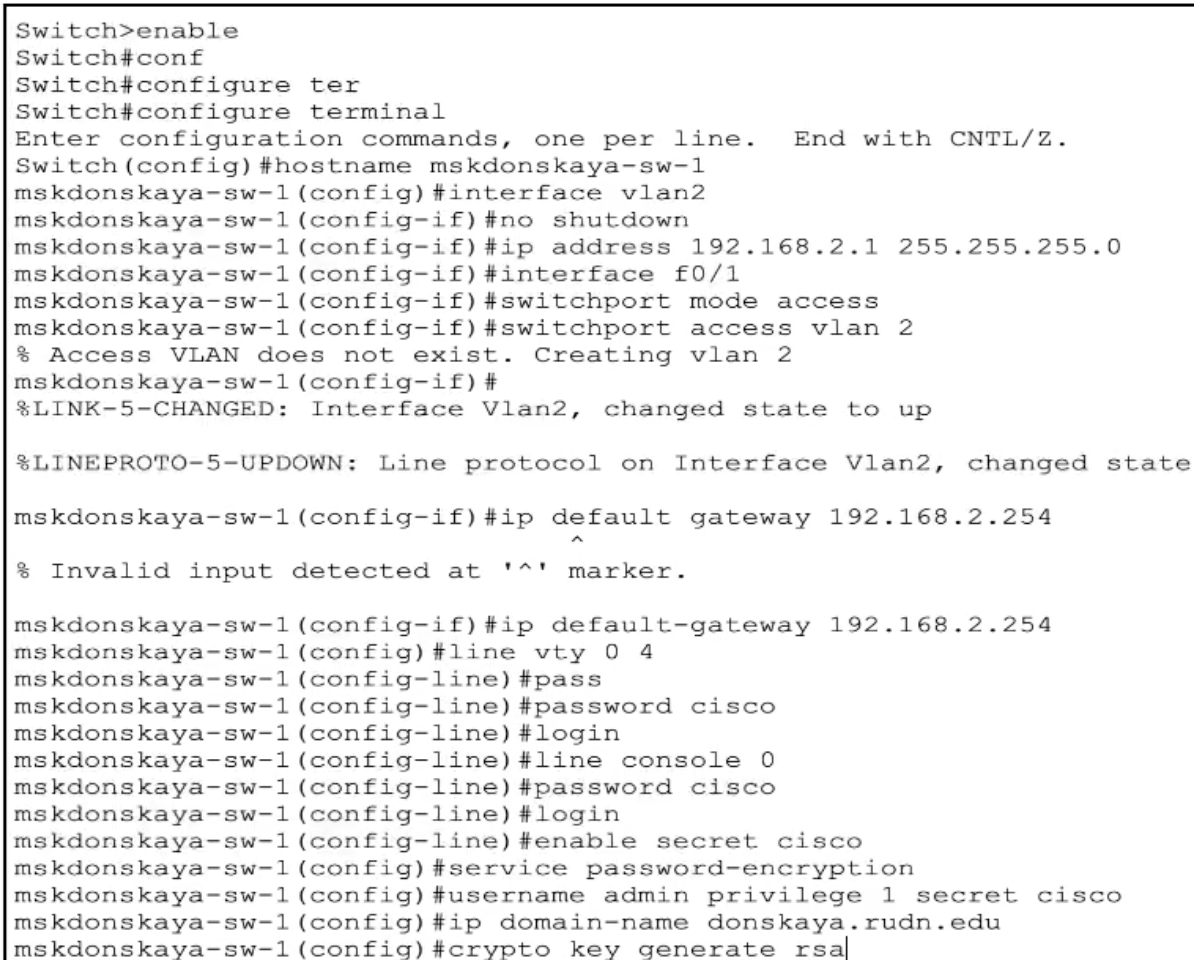 Switch>enable
Switch#conf
Switch#configure ter
Switch#configure terminal
Enter configuration commands, one per line.  End with CNTL/Z.
Switch(config)#hostname mskdonskaya-sw-1
mskdonskaya-sw-1(config)#interface vlan2
mskdonskaya-sw-1(config-if)#no shutdown
mskdonskaya-sw-1(config-if)#ip address 192.168.2.1 255.255.255.0
mskdonskaya-sw-1(config-if)#interface f0/1
mskdonskaya-sw-1(config-if)#switchport mode access
mskdonskaya-sw-1(config-if)#switchport access vlan 2
% Access VLAN does not exist. Creating vlan 2
mskdonskaya-sw-1(config-if)#
%LINK-5-CHANGED: Interface Vlan2, changed state to up
%LINEPROTO-5-UPDOWN: Line protocol on Interface Vlan2, changed state
mskdonskaya-sw-1(config-if)#ip default gateway 192.168.2.254
^
% Invalid input detected at '^' marker.
mskdonskaya-sw-1(config-if)#ip default-gateway 192.168.2.254
mskdonskaya-sw-1(config)#line vty 0 4
mskdonskaya-sw-1(config-line)#pass
mskdonskaya-sw-1(config-line)#password cisco
mskdonskaya-sw-1(config-line)#login
mskdonskaya-sw-1(config-line)#line console 0
mskdonskaya-sw-1(config-line)#password cisco
mskdonskaya-sw-1(config-line)#login
mskdonskaya-sw-1(config-line)#enable secret cisco
mskdonskaya-sw-1(config)#service password-encryption
mskdonskaya-sw-1(config)#username admin privilege 1 secret cisco
mskdonskaya-sw-1(config)#ip domain-name donskaya.rudn.edu
mskdonskaya-sw-1(config)#crypto key generate rsa